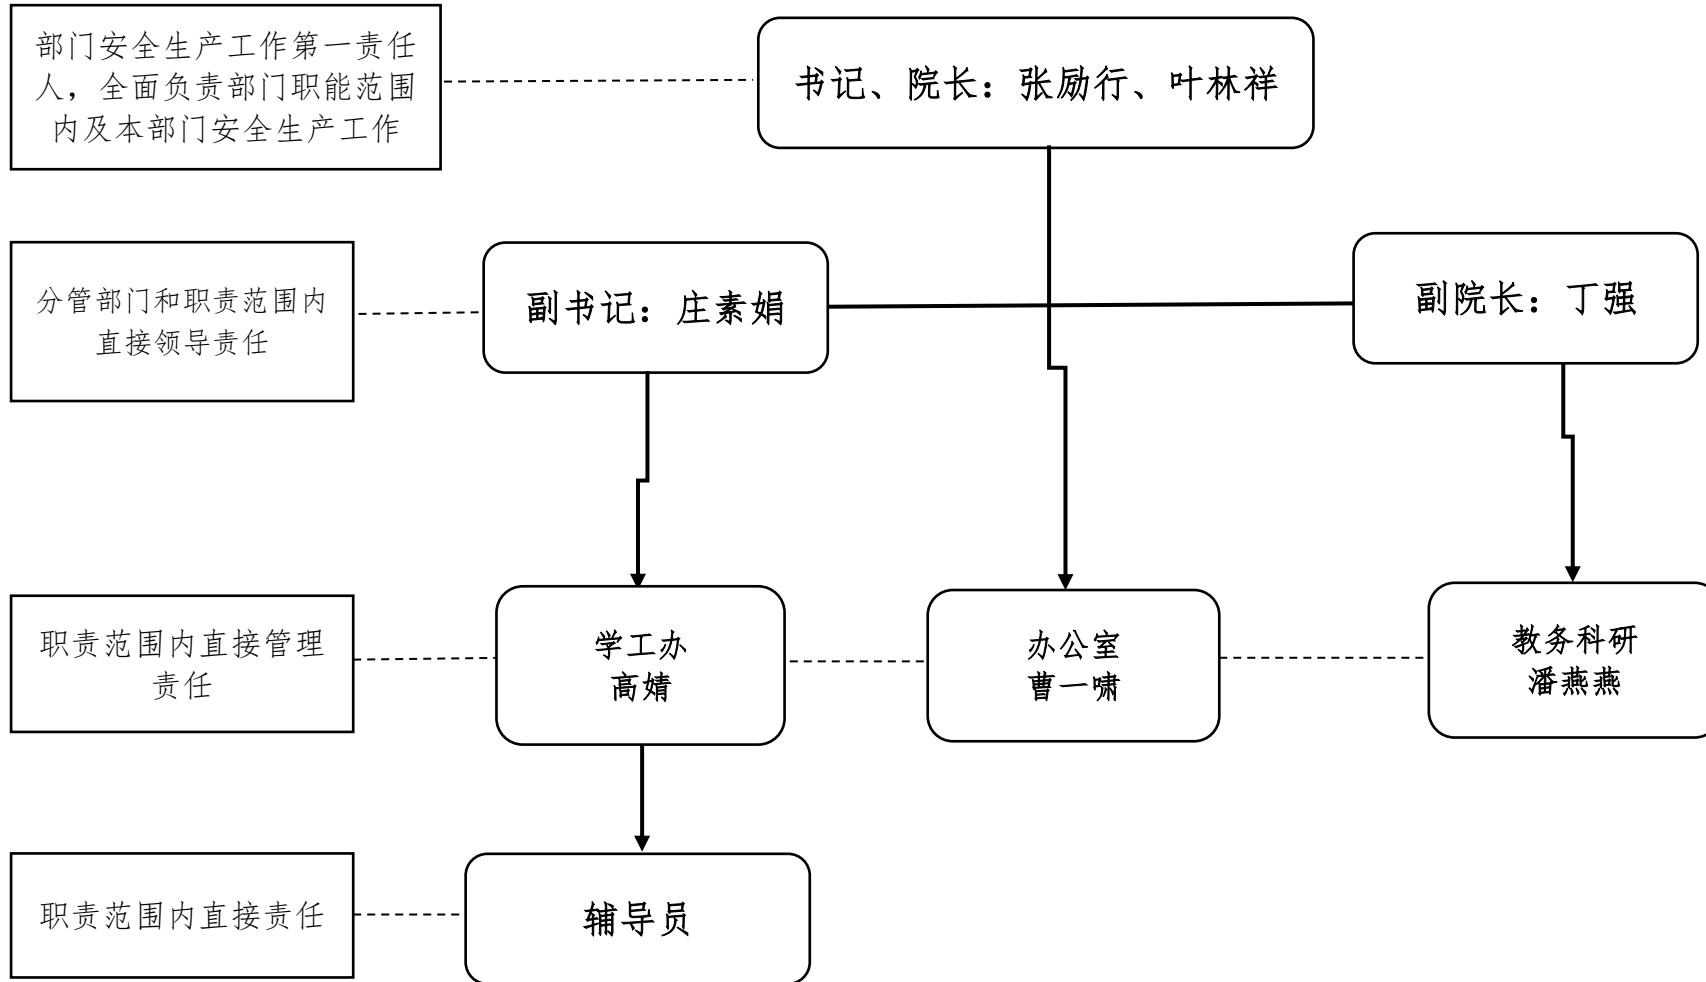 部门安全生产工作第一责任
人，全面负责部门职能范围
内及本部门安全生产工作
书记、院长：张励行、叶林祥
分管部门和职责范围内
直接领导责任
副书记：庄素娟
副院长：丁强
职责范围内直接管理
责任
学工办
高婧
办公室
曹一啸
教务科研
潘燕燕
职责范围内直接责任
辅导员